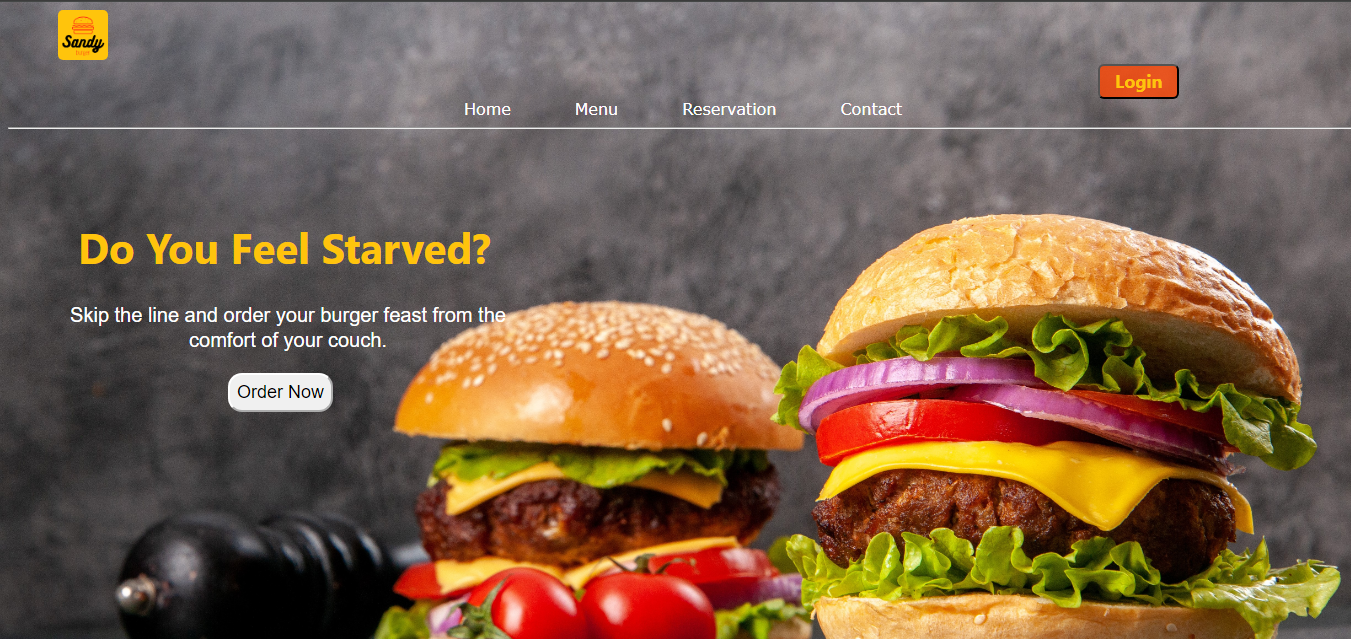 Sandy
Login
Home Menu Reservation Contact
Do You Feel Starved?
Skip the line and order your burger feast from the
comfort of your couch.
Order Now